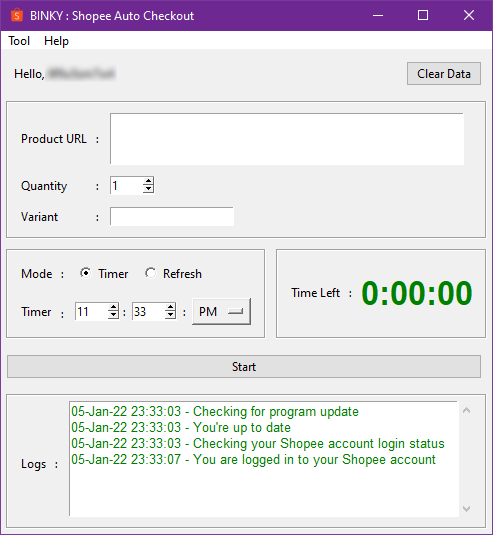 BINKY : Shopee Auto Checkout
Tool Help
Hello,
Clear Data
Product URL :
Quantity : 1
Variant :
Mode : Timer Refresh
Timer : 11 : 33 : PM
Time Left : 0:00:00
Start
05-Jan-22 23:33:03 - Checking for program update
05-Jan-22 23:33:03 - You're up to date
05-Jan-22 23:33:03 - Checking your Shopee account login status
05-Jan-22 23:33:07 - You are logged in to your Shopee account
Logs :